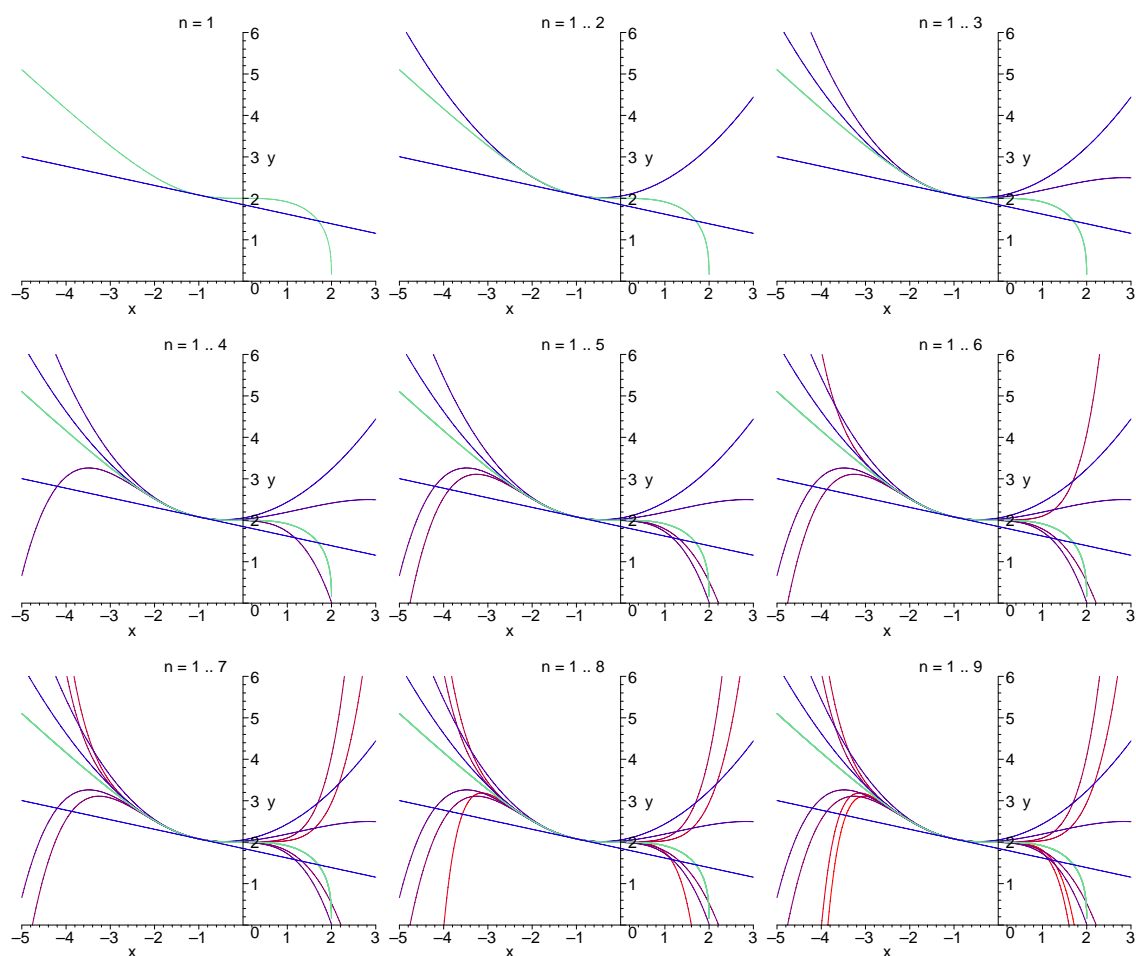 n = 1
6
5
4
3
y
2
1
0
–5 –4 –3 –2 –1 1 2 3
x
n = 1 .. 2
6
5
4
3
y
2
1
0
–5 –4 –3 –2 –1 1 2 3
x
n = 1 .. 3
6
5
4
3
y
2
1
0
–5 –4 –3 –2 –1 1 2 3
x
n = 1 .. 4
6
5
4
3
y
2
1
0
–5 –4 –3 –2 –1 1 2 3
x
n = 1 .. 5
6
5
4
3
y
2
1
0
–5 –4 –3 –2 –1 1 2 3
x
n = 1 .. 6
6
5
4
3
y
2
1
0
–5 –4 –3 –2 –1 1 2 3
x
n = 1 .. 7
6
5
4
3
y
2
1
0
–5 –4 –3 –2 –1 1 2 3
x
n = 1 .. 8
6
5
4
3
y
2
1
0
–5 –4 –3 –2 –1 1 2 3
x
n = 1 .. 9
6
5
4
3
y
2
1
0
–5 –4 –3 –2 –1 1 2 3
x